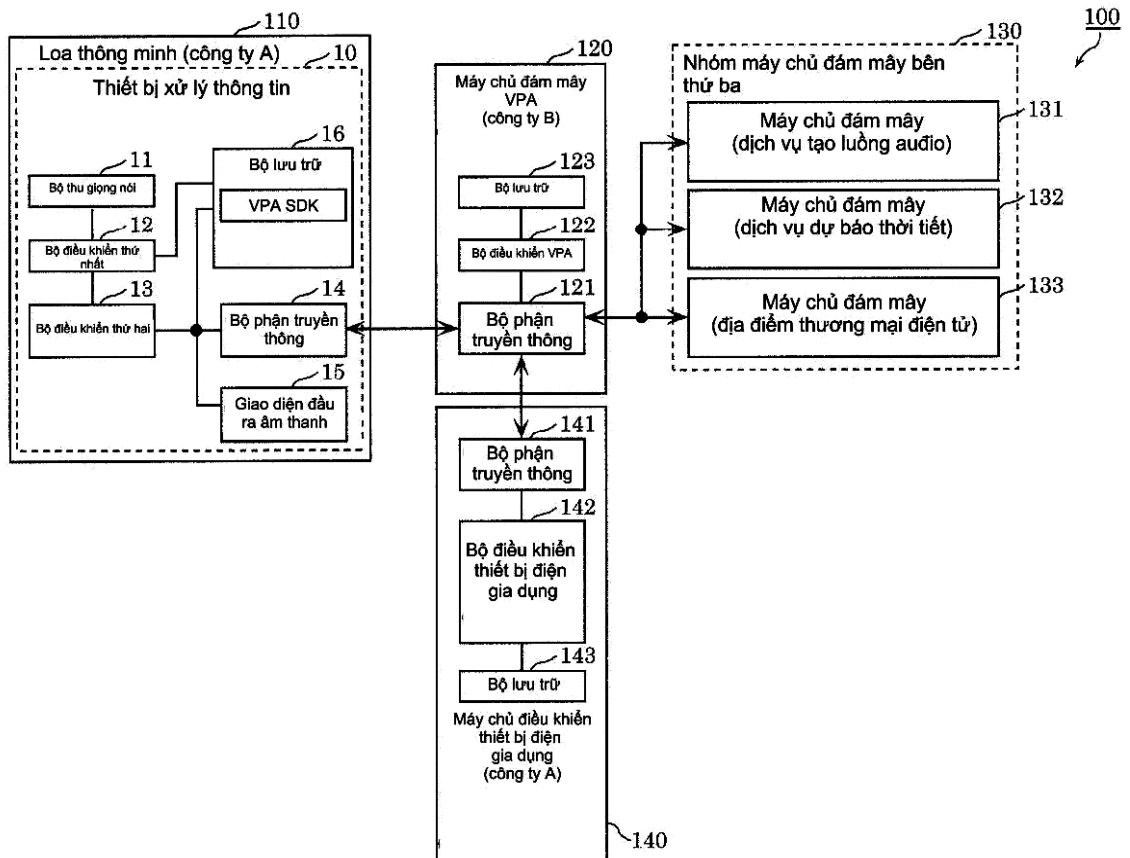 100
110
Loa thông minh (công ty A)
10
Thiết bị xử lý thông tin
11
Bộ thu giọng nói
12
Bộ điều khiển thứ
nhất
13
Bộ điều khiển thứ hai
16
Bộ lưu trữ
VPA SDK
14
Bộ phận truyền
thông
15
Giao diện đầu
ra âm thanh
120
Máy chủ đám mây
VPA
(công ty B)
123
Bộ lưu trữ
122
Bộ điều khiển VPA
121
Bộ phận
truyền thông
130
Nhóm máy chủ đám mây bên
thứ ba
131
Máy chủ đám mây
(dịch vụ tạo luồng auđio)
132
Máy chủ đám mây
(dịch vụ dự báo thời tiết)
133
Máy chủ đám mây
(địa điểm thương mại điện tử)
141
Bộ phận
truyền thông
142
Bộ điều khiển
thiết bị điện
gia dụng
143
Bộ lưu trữ
Máy chủ điều khiển
thiết bị điện
gia dụng
(công ty A)
140